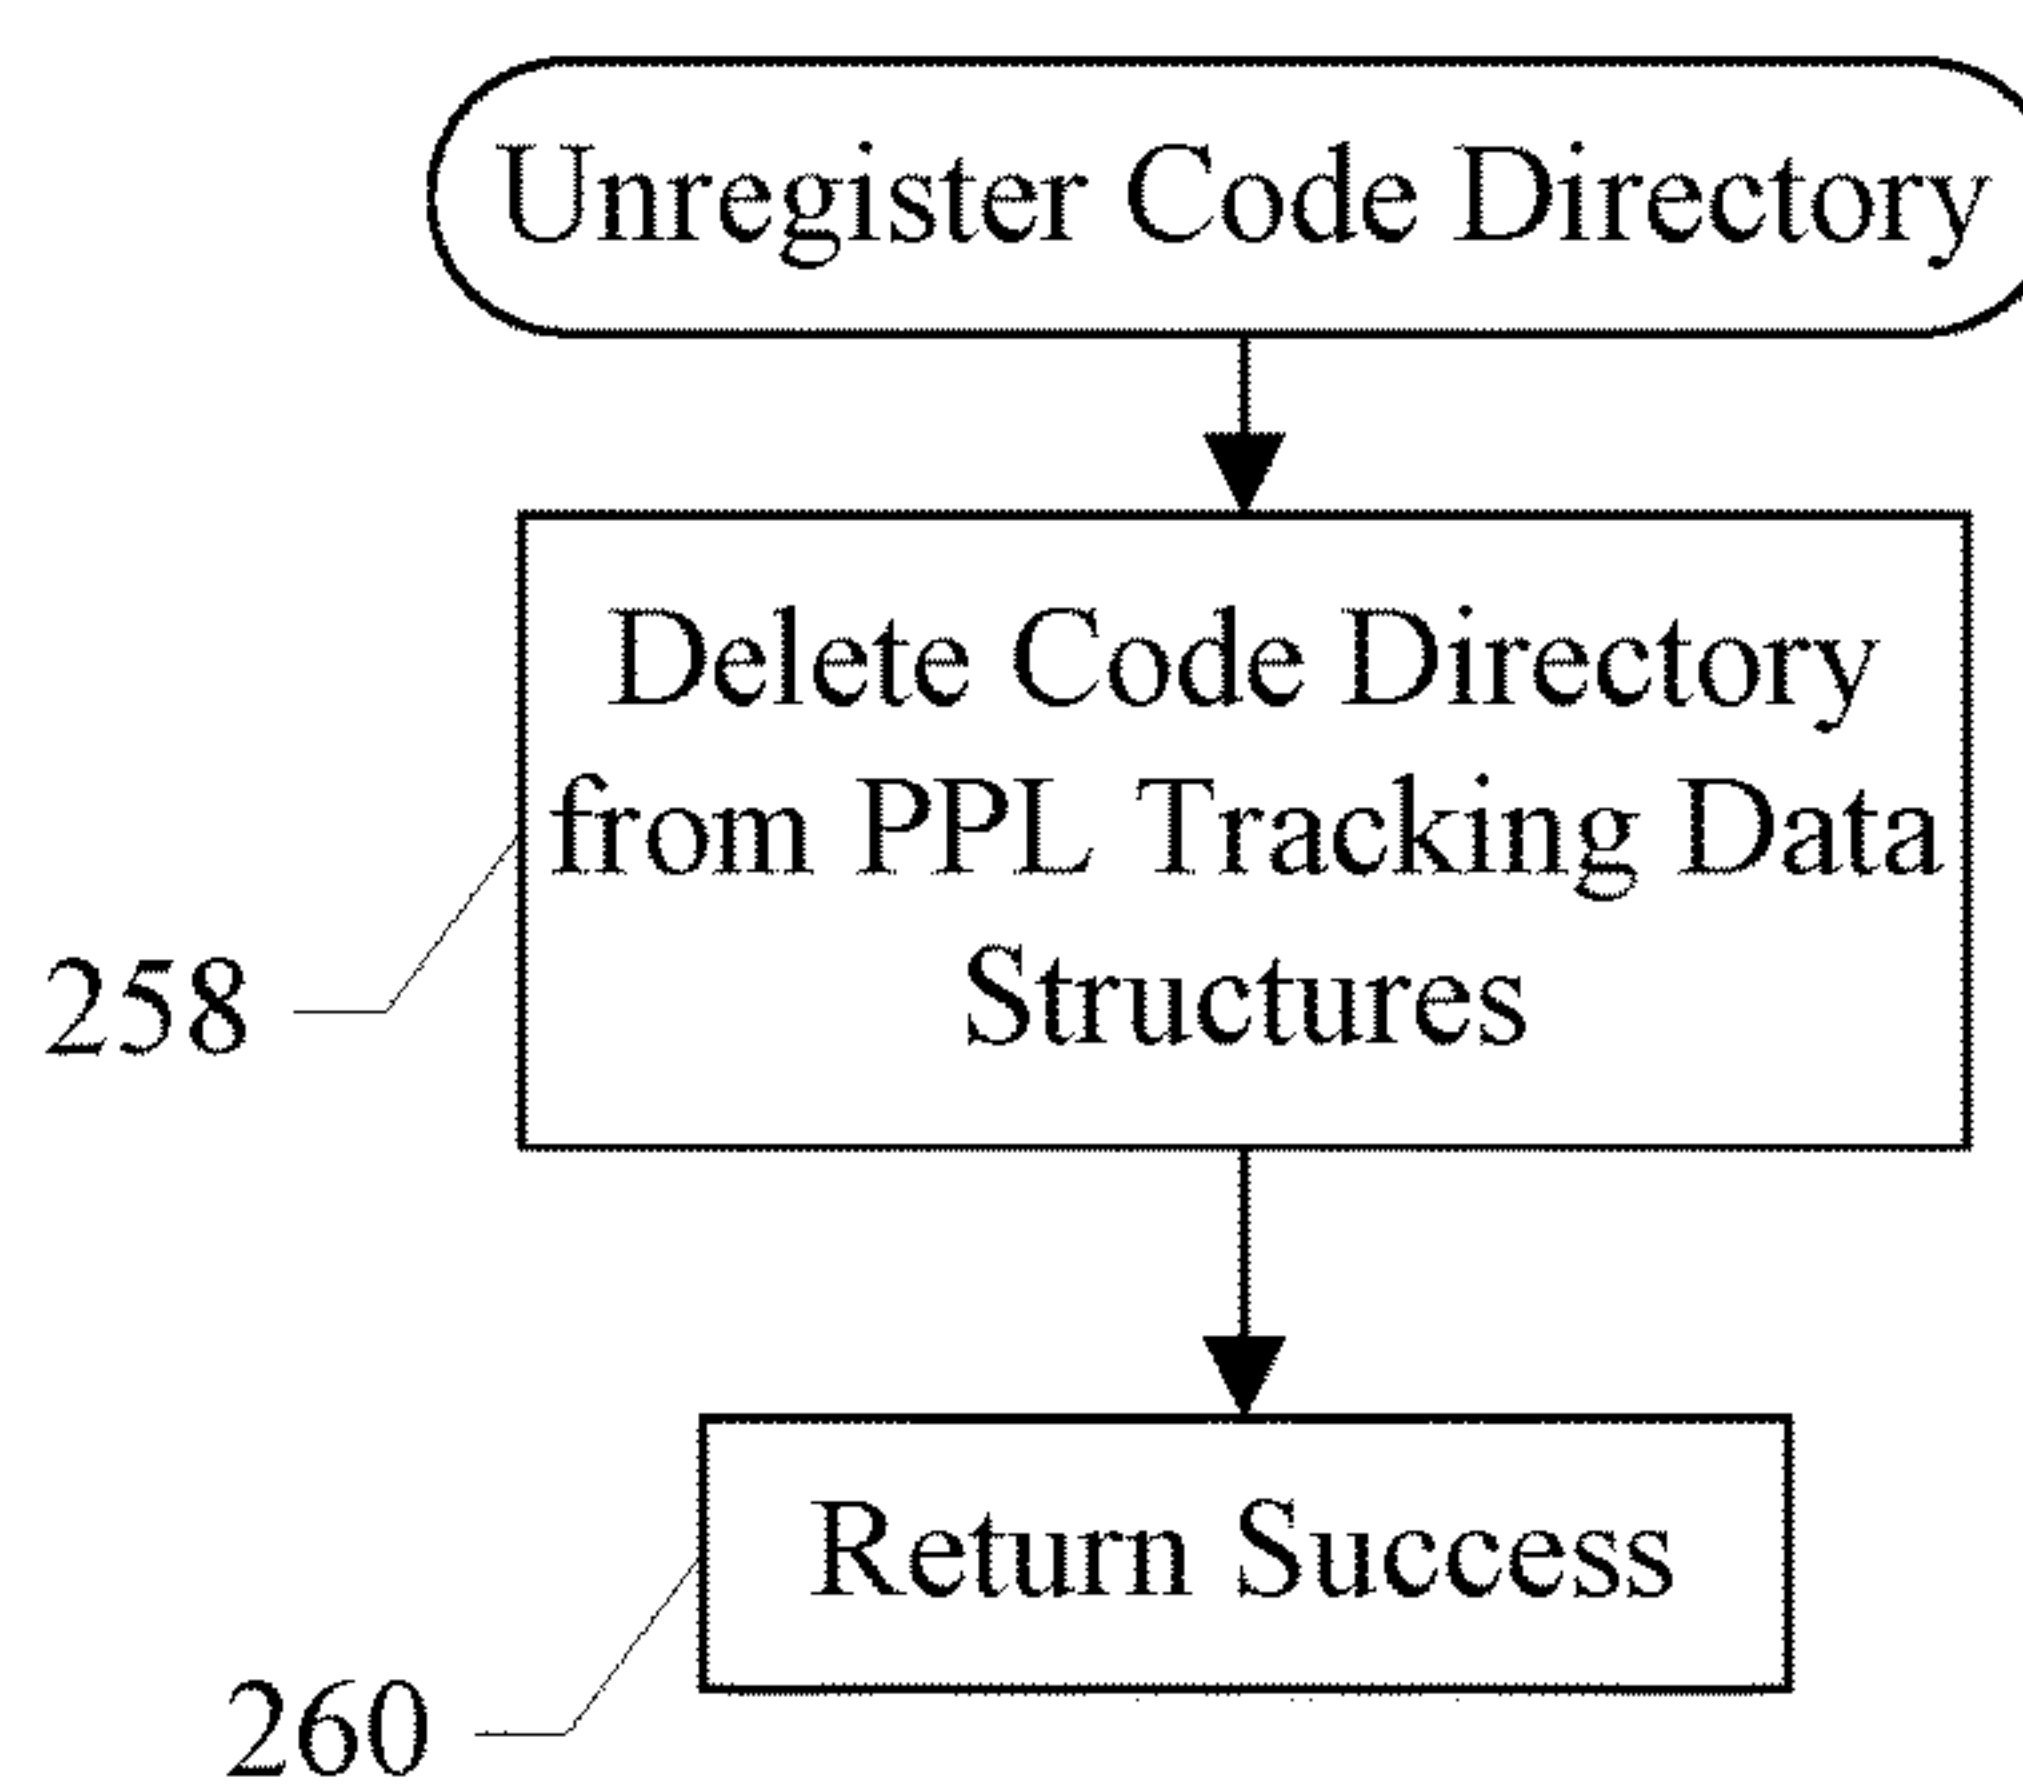 Unregister Code Directory
Delete Code Directory
from PPL Tracking Data
Structures
258
Return Success
260